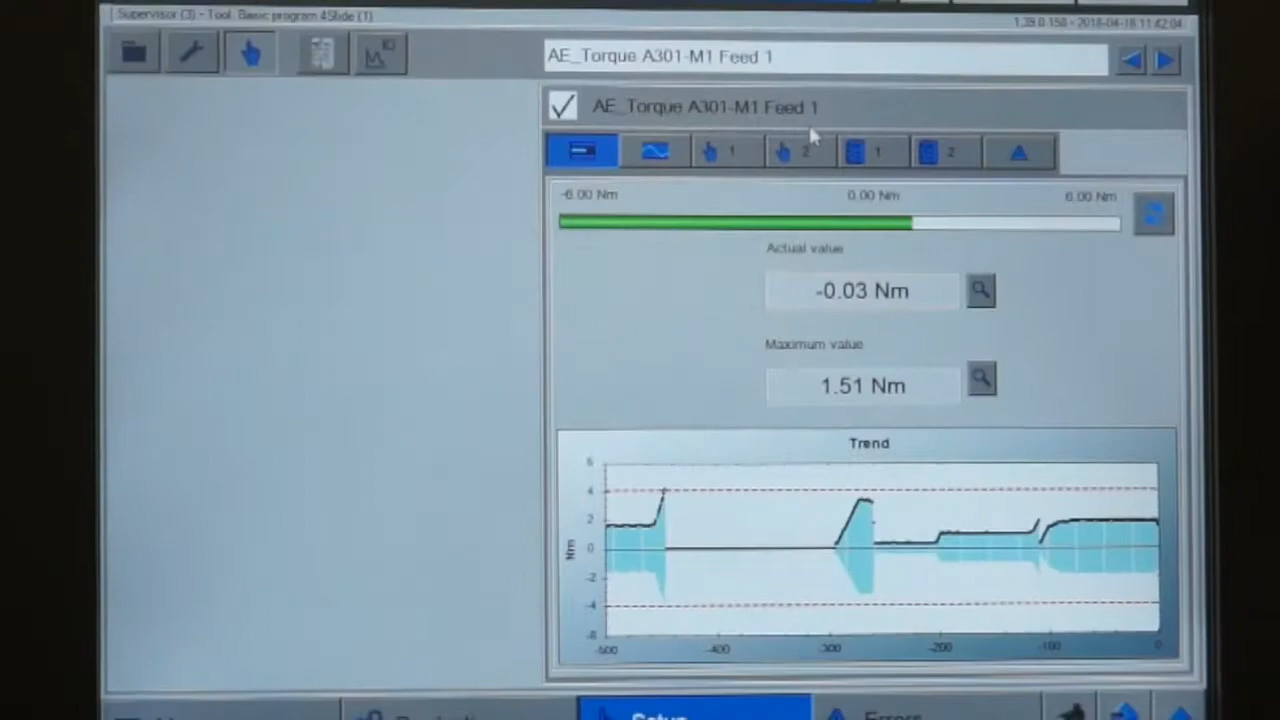 Supervisor (3) - Tool: Basic program 4Slide (1)
1.39.0.158 - 2018-04-18 11:42:04
AE_Torque A301-M1 Feed 1
AE_Torque A301-M1 Feed 1
1 2 1 2
-6.00 Nm 0.00 Nm 6.00 Nm
Actual value
-0.03 Nm
Maximum value
1.51 Nm
Trend
6
4
2
0
-2
-4
-6
Nm
-500 -400 -300 -200 -100 0
Setup Errors